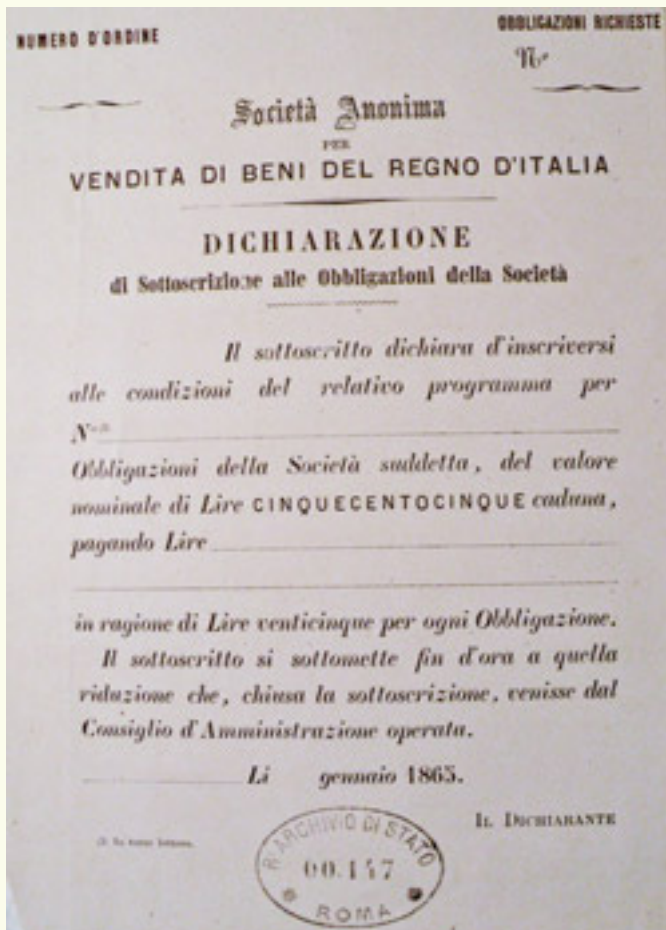 NUMERO D'ORDINE
OBBLIGAZIONI RICHIESTE
N.º
Società Anonima
PER
VENDITA DI BENI DEL REGNO D'ITALIA
DICHIARAZIONE
di Sottoscrizione alle Obbligazioni della Società
Il sottoscritto dichiara d'inscriversi
alle condizioni del relativo programma per
N.
Obbligazioni della Società suddetta, del valore
nominale di Lire CINQUECENTOCINQUE caduna,
pagando Lire
in ragione di Lire venticinque per ogni Obbligazione.
Il sottoscritto si sottomette fin d'ora a quella
riduzione che, chiusa la sottoscrizione, venisse dal
Consiglio d'Amministrazione operata.
Li gennaio 1865.
IL DICHIARANTE
R. ARCHIVIO DI STATO
00.147
ROMA